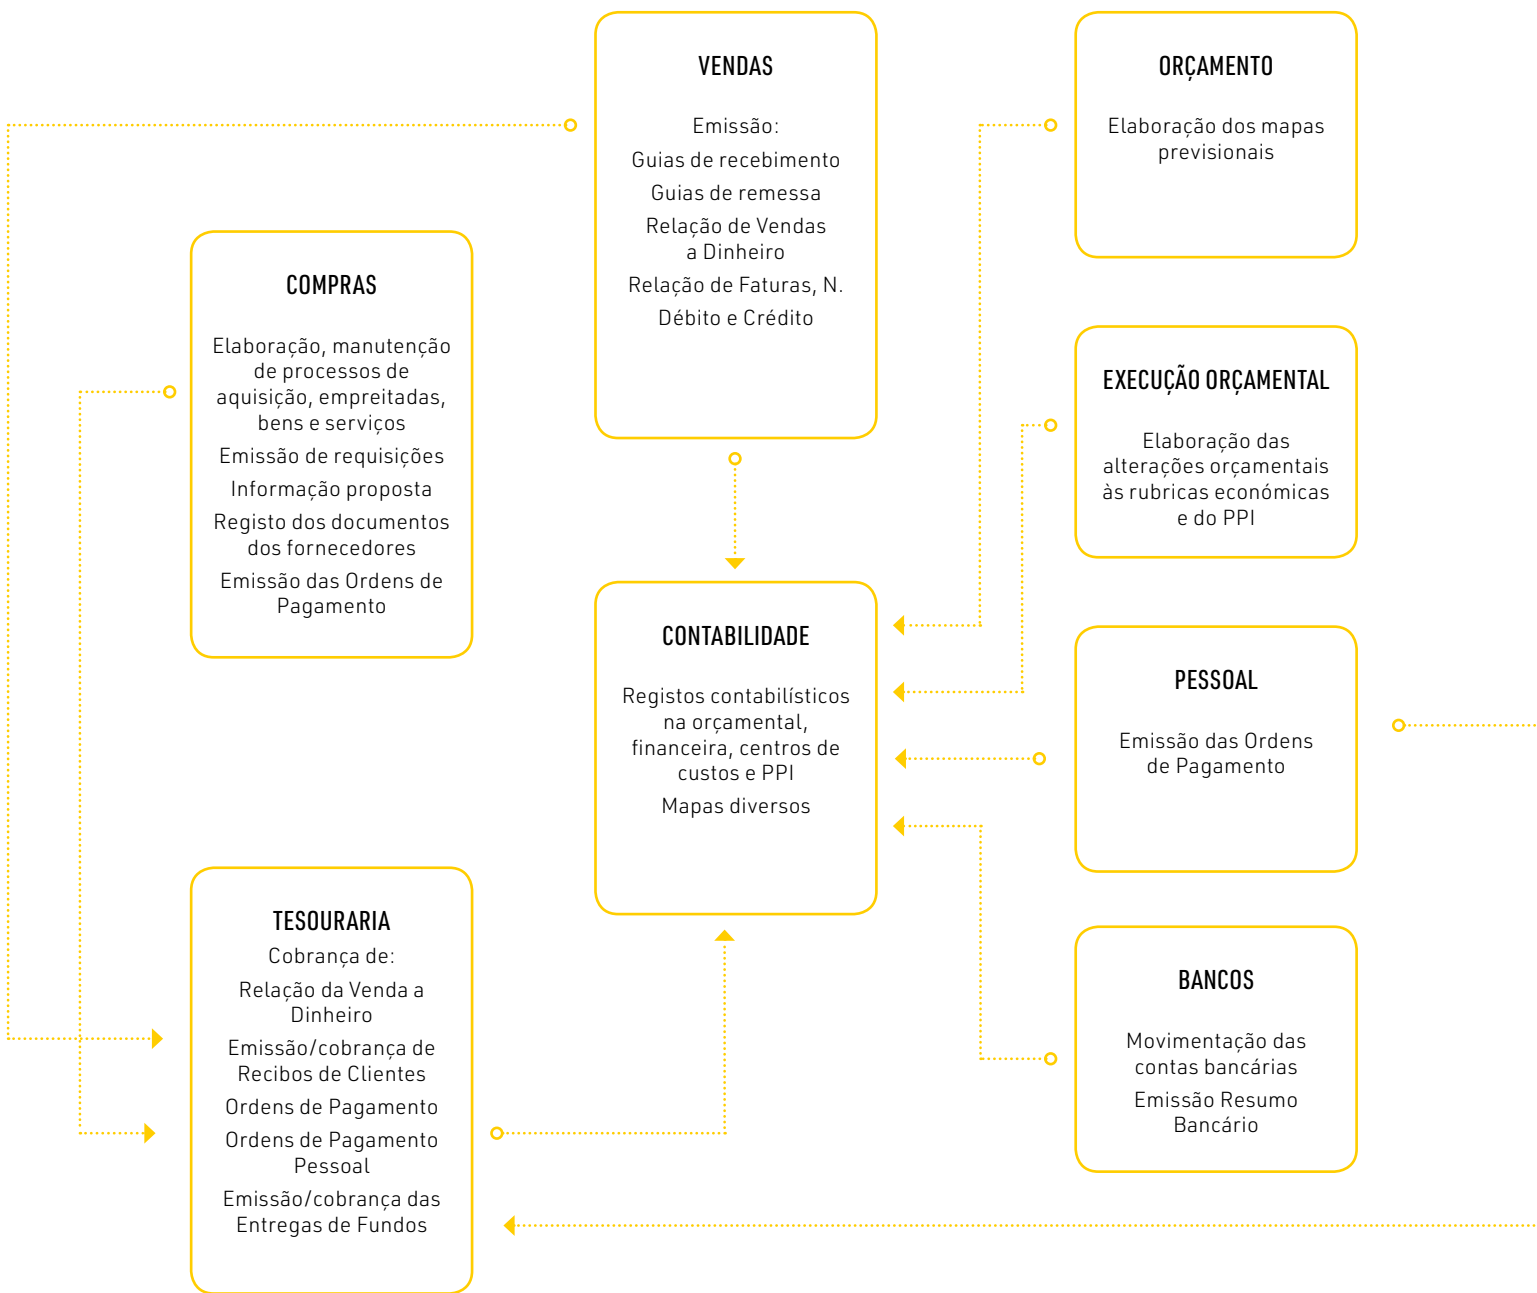 VENDAS
Emissão:
Guias de recebimento
Guias de remessa
Relação de Vendas
a Dinheiro
Relação de Faturas, N.
Débito e Crédito
ORÇAMENTO
Elaboração dos mapas
previsionais
COMPRAS
Elaboração, manutenção
de processos de
aquisição, empreitadas,
bens e serviços
Emissão de requisições
Informação proposta
Registo dos documentos
dos fornecedores
Emissão das Ordens de
Pagamento
EXECUÇÃO ORÇAMENTAL
Elaboração das
alterações orçamentais
às rubricas económicas
e do PPI
CONTABILIDADE
Registos contabilísticos
na orçamental,
financeira, centros de
custos e PPI
Mapas diversos
PESSOAL
Emissão das Ordens
de Pagamento
TESOURARIA
Cobrança de:
Relação da Venda a
Dinheiro
Emissão/cobrança de
Recibos de Clientes
Ordens de Pagamento
Ordens de Pagamento
Pessoal
Emissão/cobrança das
Entregas de Fundos
BANCOS
Movimentação das
contas bancárias
Emissão Resumo
Bancário